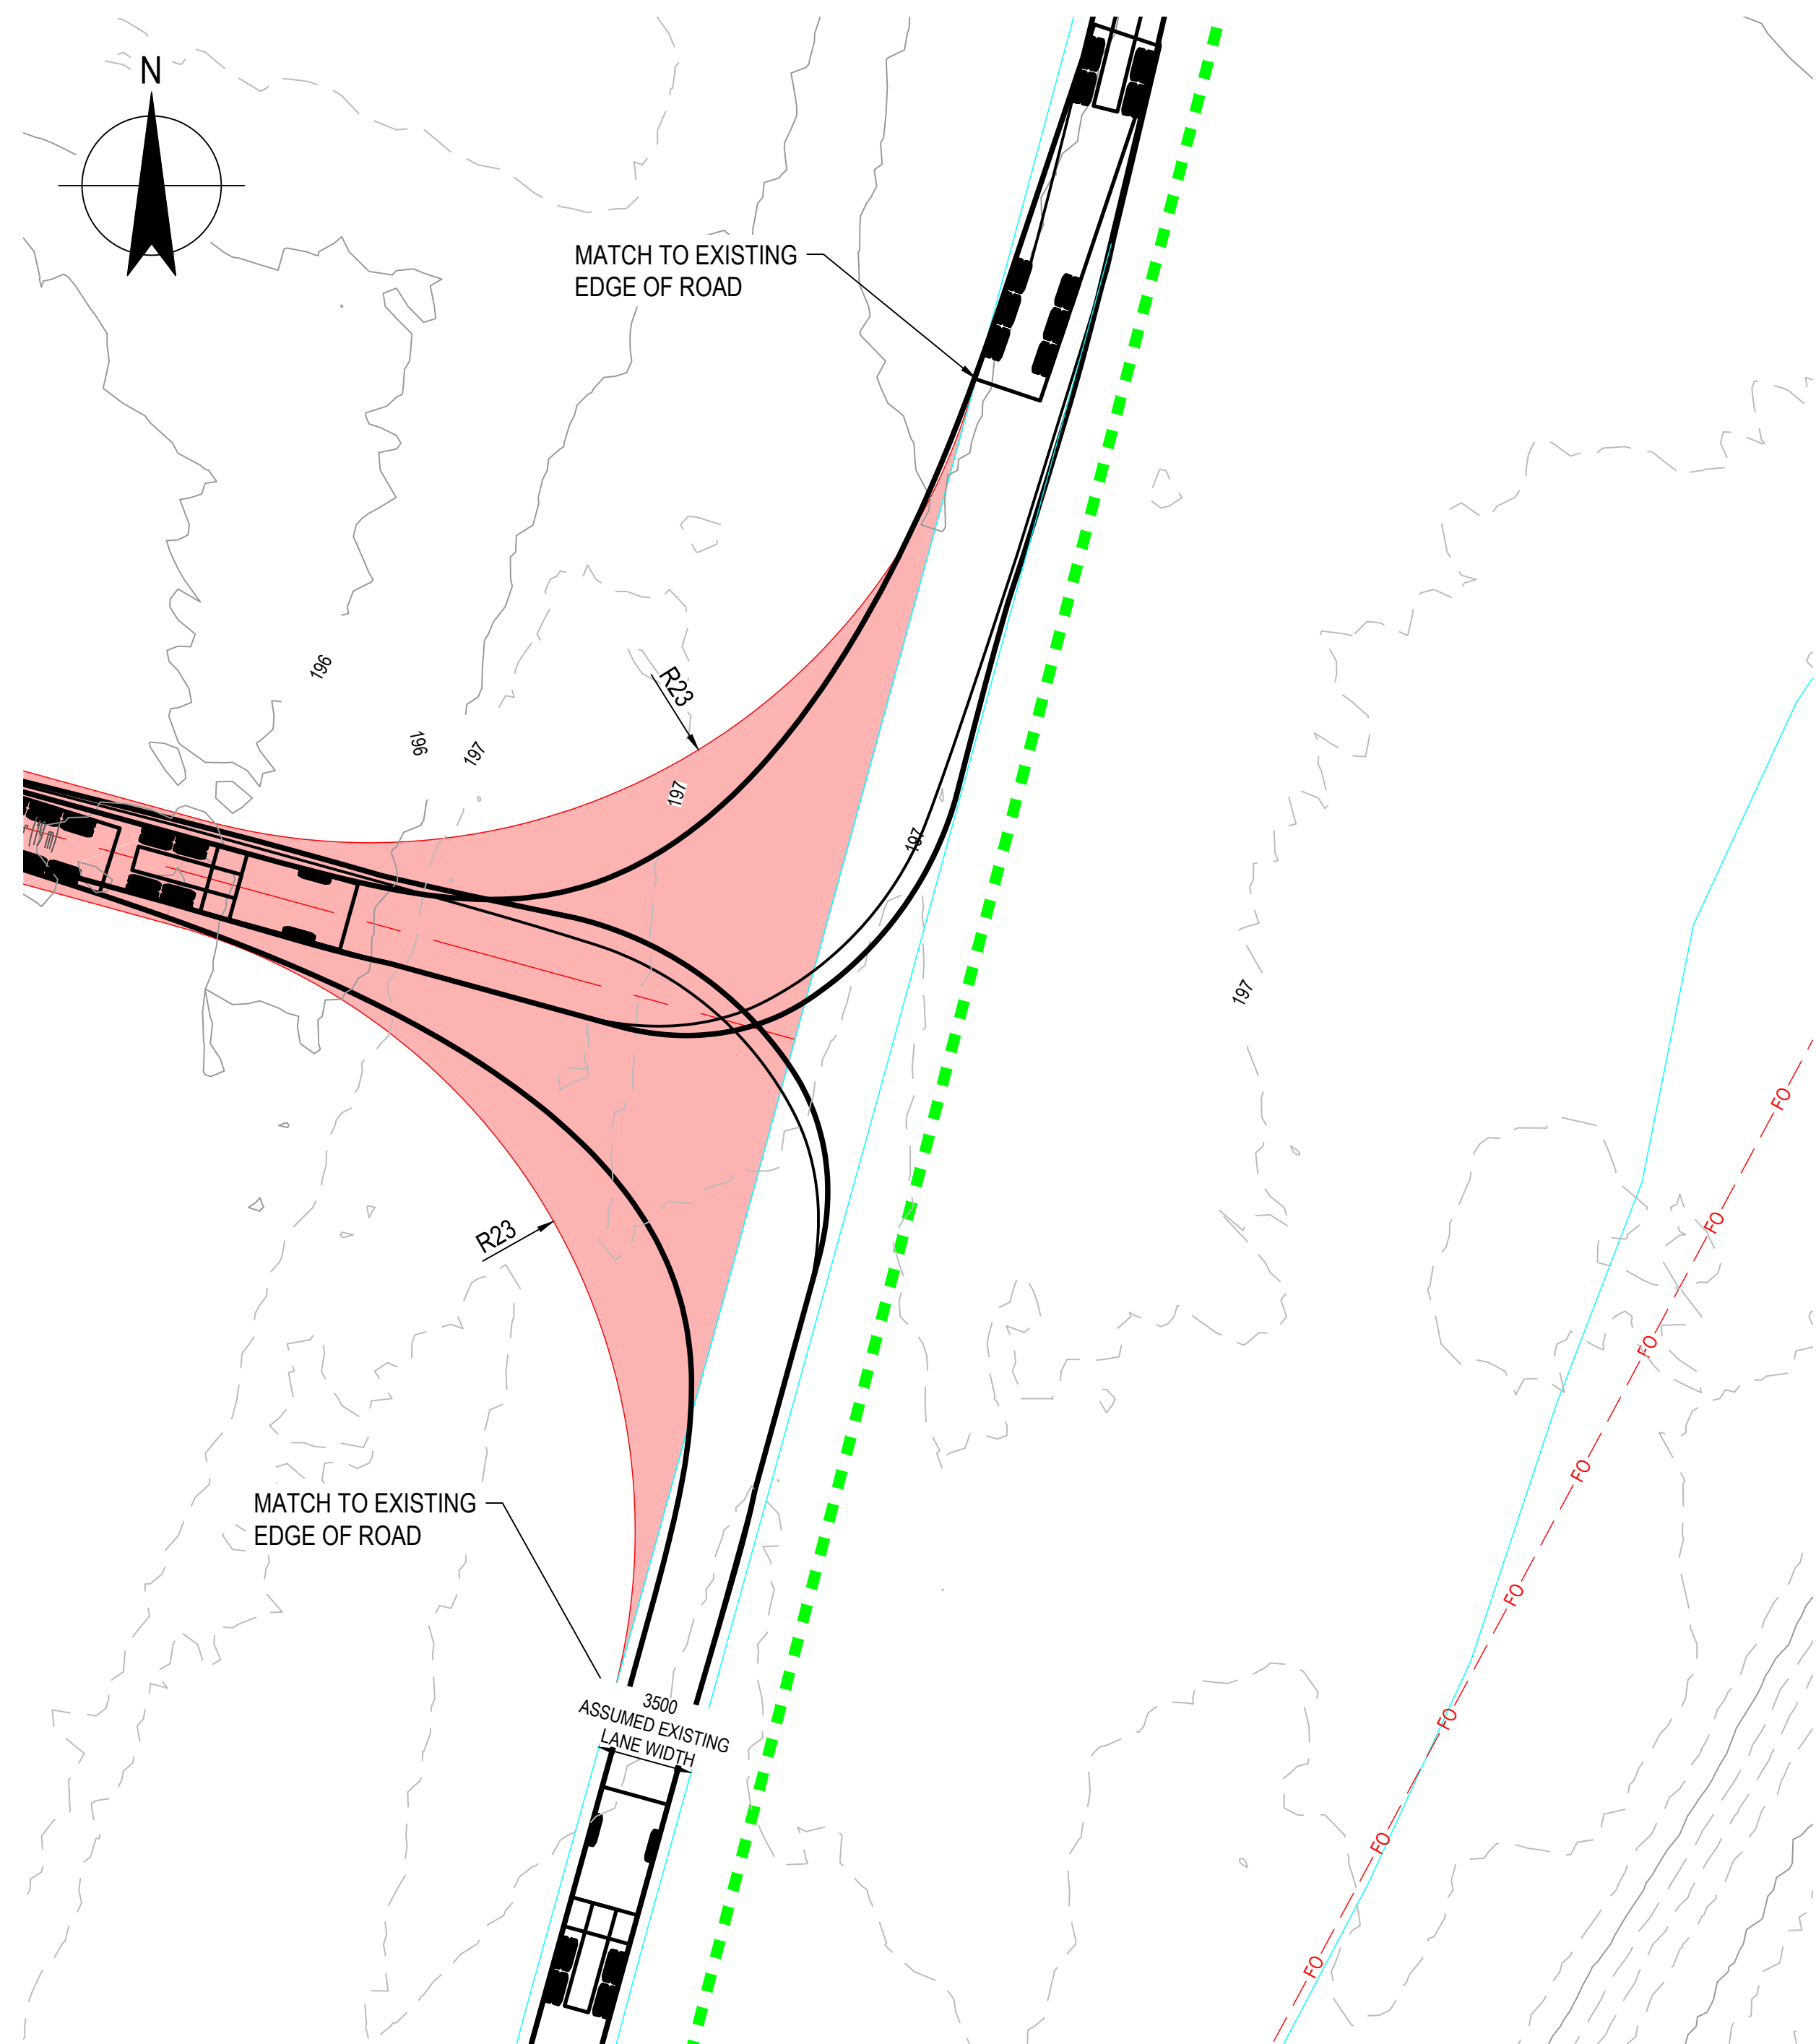 N
MATCH TO EXISTING
EDGE OF ROAD
196
R23
196
197
197
197
197
FO
FO
R23
FO
FO
MATCH TO EXISTING
EDGE OF ROAD
FO
3500
ASSUMED EXISTING
LANE WIDTH
FO
FO
FO